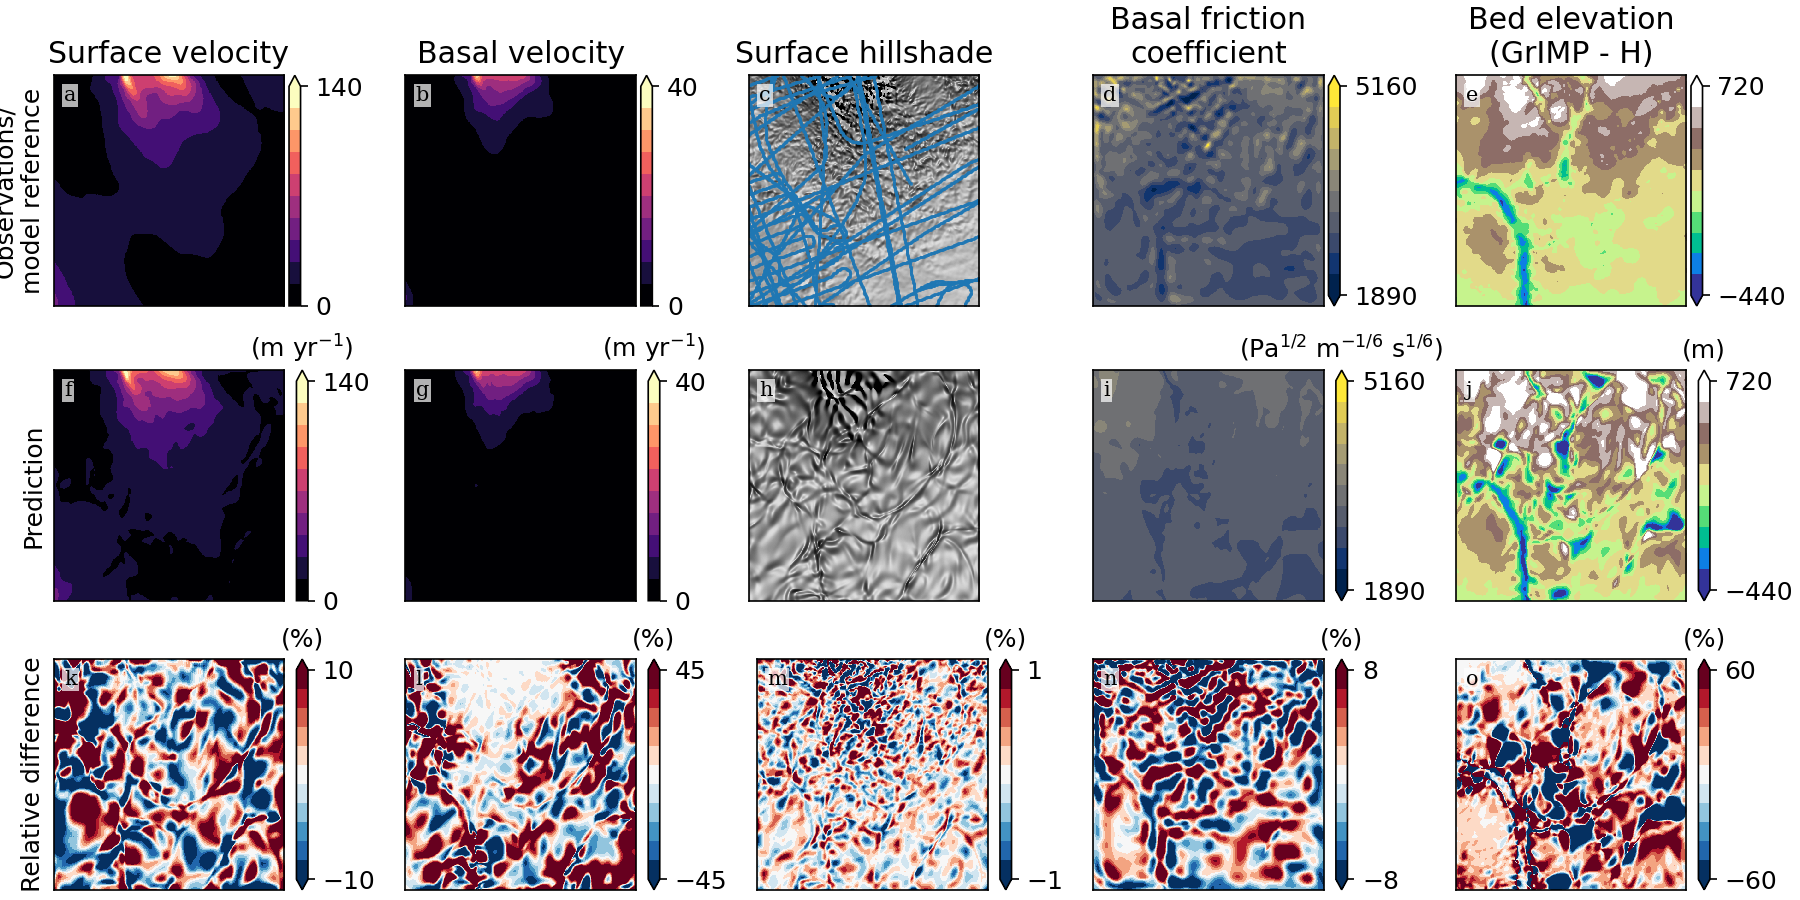 Surface velocity
Basal velocity
Surface hillshade
Basal friction
coefficient
Bed elevation
(GrIMP - H)
Observations/
model reference
a
140
0
b
40
0
c
d
5160
1890
e
720
−440
(m yr−1)
(m yr−1)
(Pa1/2 m−1/6 s1/6)
(m)
Prediction
f
140
0
g
40
0
h
i
5160
1890
j
720
−440
(%)
(%)
(%)
(%)
(%)
Relative difference
k
10
−10
l
45
−45
m
1
−1
n
8
−8
o
60
−60